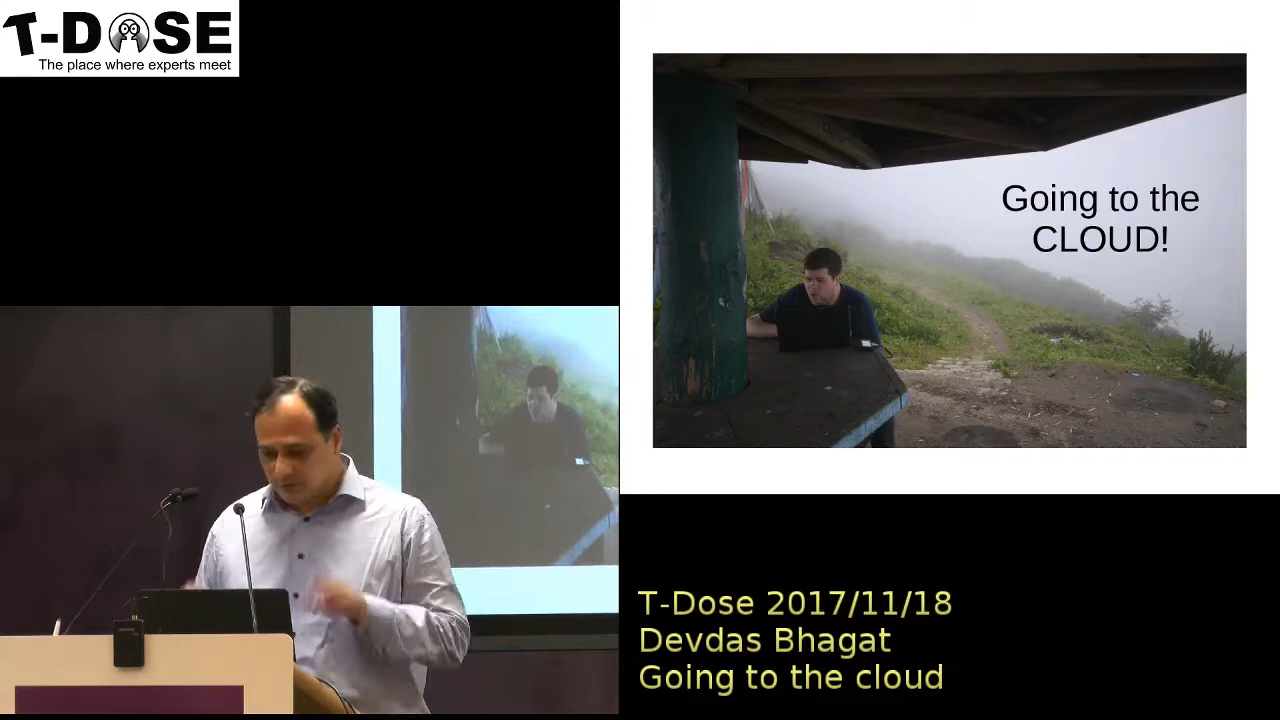 T-DOSE
The place where experts meet
Going to the
CLOUD!
T-Dose 2017/11/18
Devdas Bhagat
Going to the cloud